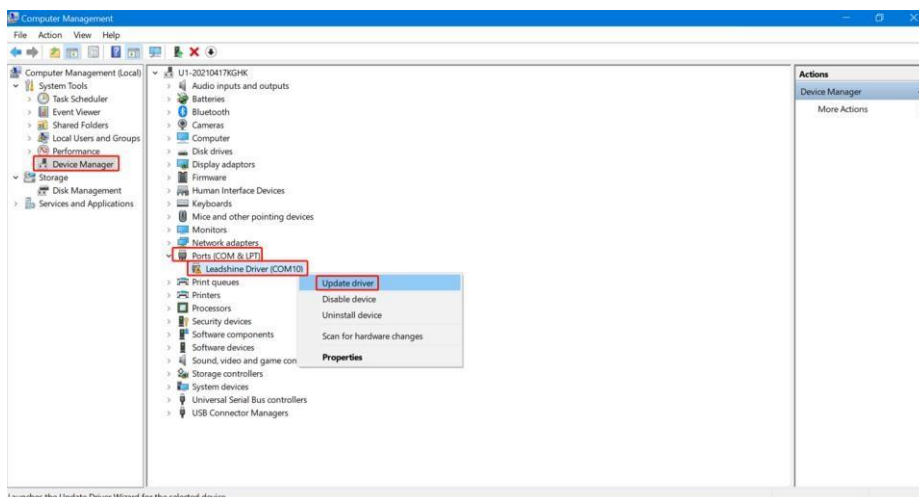 Computer Management
File Action View Help
Computer Management (Local)
System Tools
Task Scheduler
Event Viewer
Shared Folders
Local Users and Groups
Performance
Device Manager
Storage
Disk Management
Services and Applications
U1-20210417KGHK
Audio inputs and outputs
Batteries
Bluetooth
Cameras
Computer
Disk drives
Display adaptors
Firmware
Human Interface Devices
Keyboards
Mice and other pointing devices
Monitors
Network adapters
Ports (COM & LPT)
Leadshine Driver (COM10)
Print queues
Printers
Processors
Security devices
Software components
Software devices
Sound, video and game con
Storage controllers
System devices
Universal Serial Bus controllers
USB Connector Managers
Update driver
Disable device
Uninstall device
Scan for hardware changes
Properties
Actions
Device Manager
More Actions
Launches the Update Driver Wizard for the selected device.